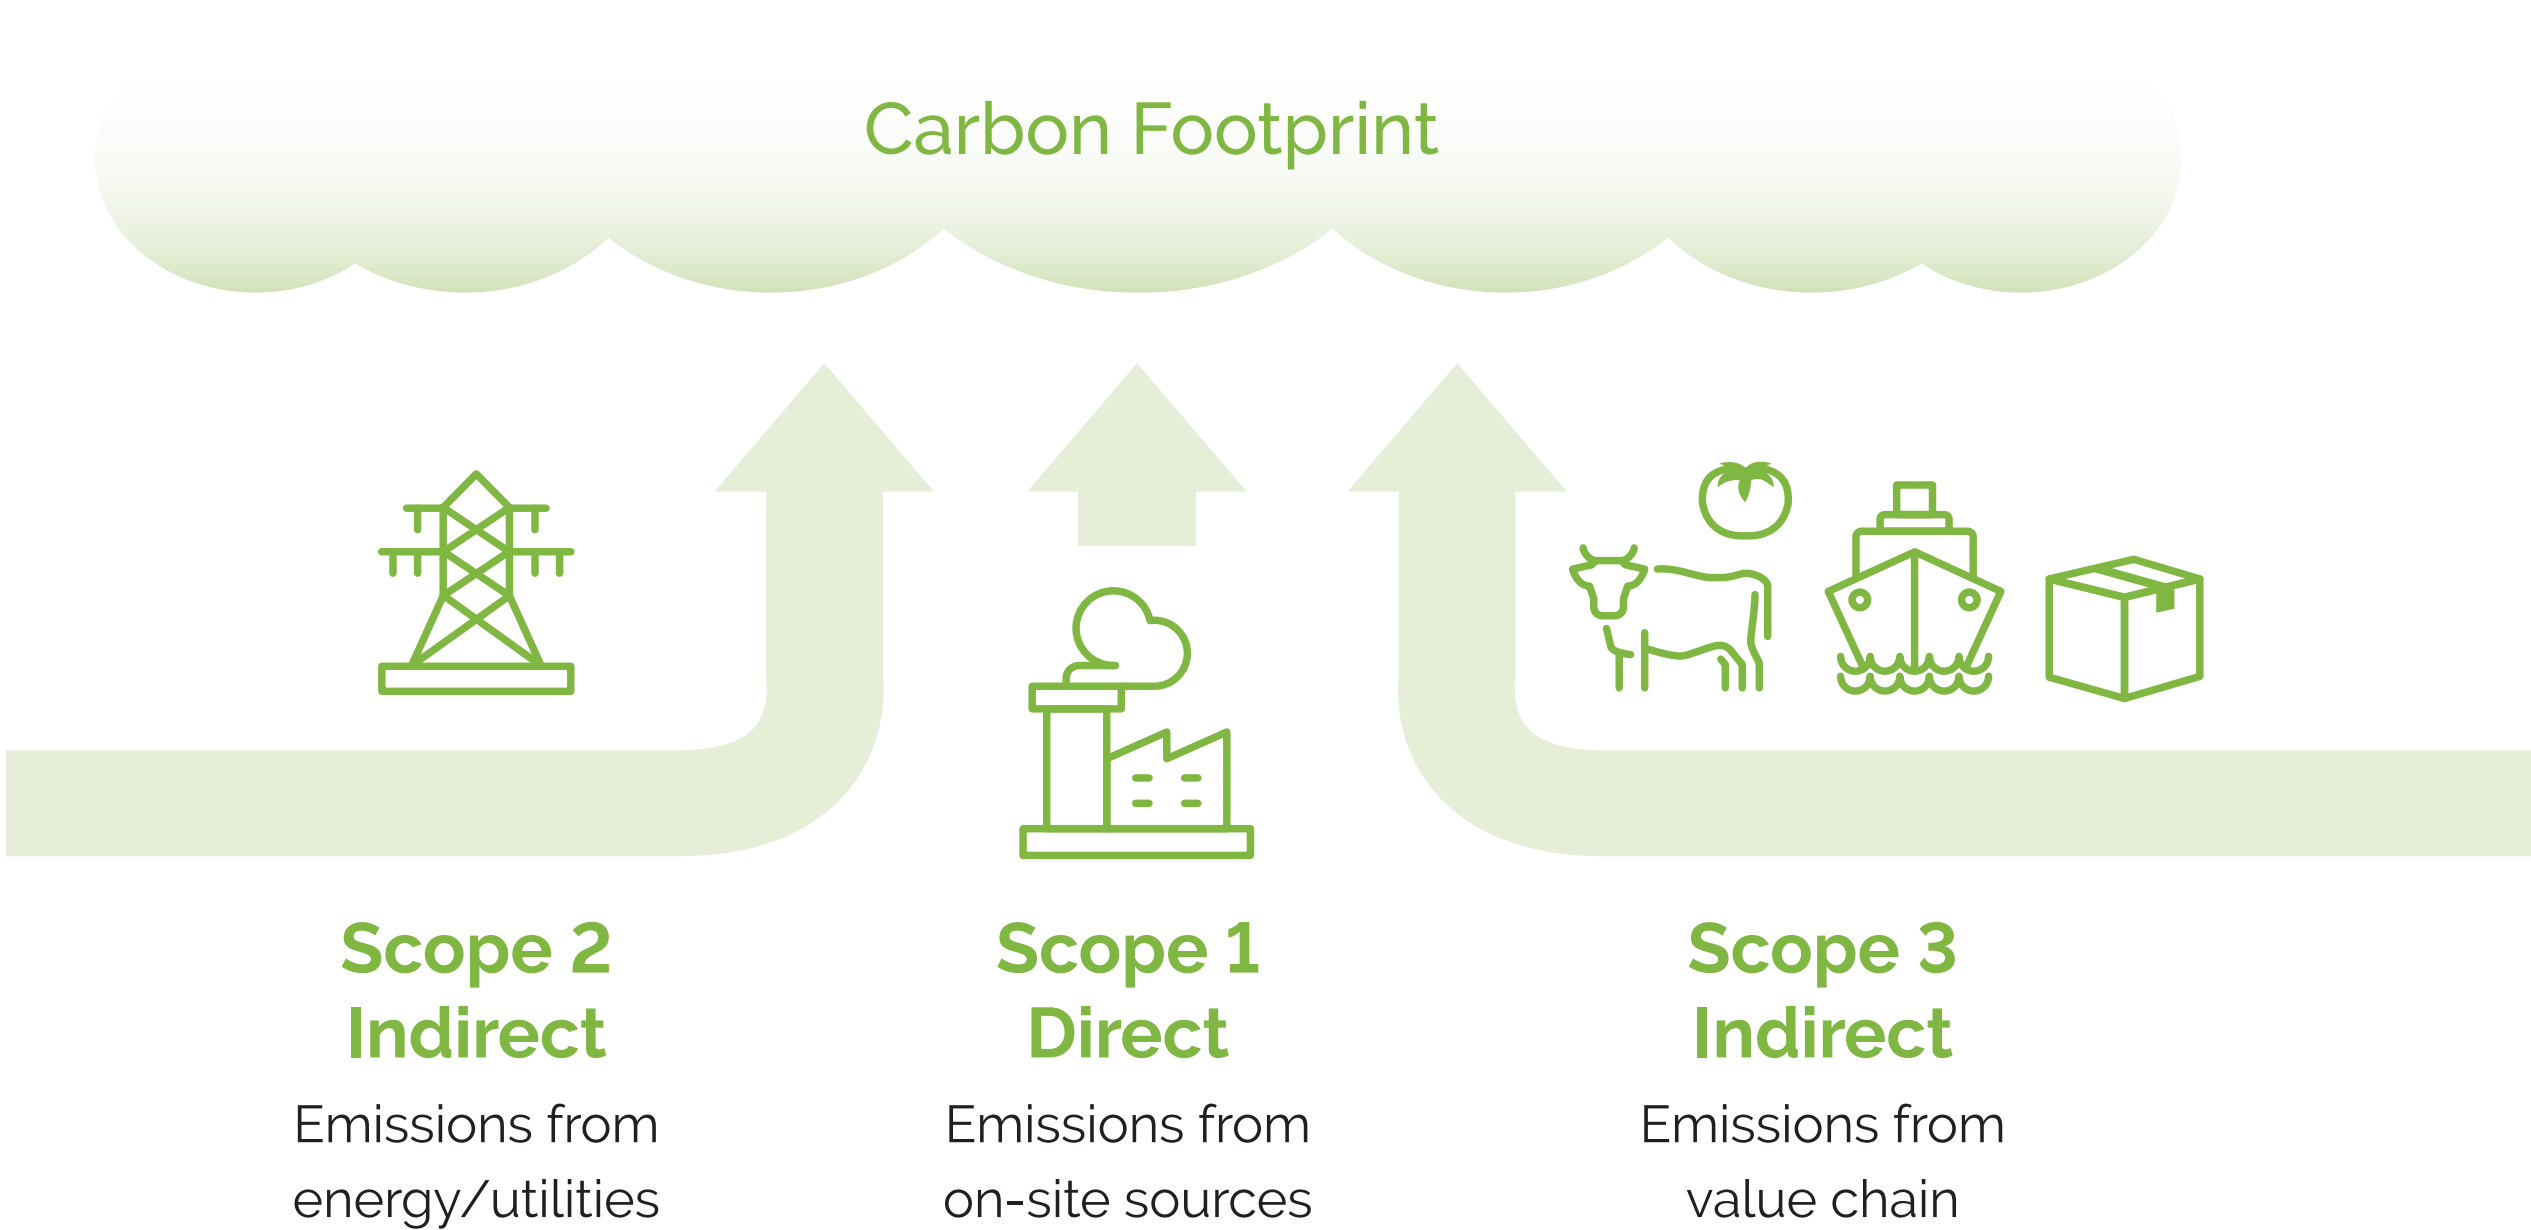 Carbon Footprint
Scope 2
Indirect
Emissions from
energy/utilities
Scope 1
Direct
Emissions from
on-site sources
Scope 3
Indirect
Emissions from
value chain